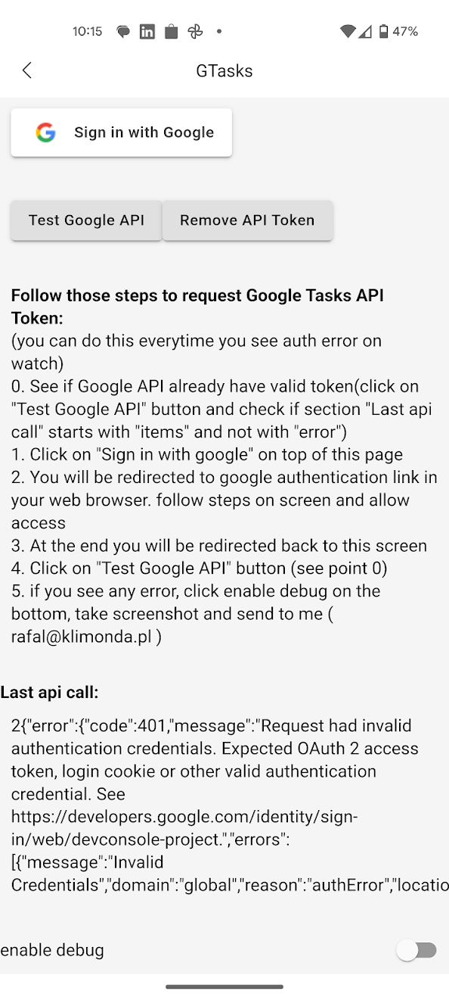 10:15
47%
GTasks
Sign in with Google
Test Google API
Remove API Token
Follow those steps to request Google Tasks API
Token:
(you can do this everytime you see auth error on
watch)
0. See if Google API already have valid token(click on
"Test Google API" button and check if section "Last api
call" starts with "items" and not with "error")
1. Click on "Sign in with google" on top of this page
2. You will be redirected to google authentication link in
your web browser. follow steps on screen and allow
access
3. At the end you will be redirected back to this screen
4. Click on "Test Google API" button (see point 0)
5. if you see any error, click enable debug on the
bottom, take screenshot and send to me (
rafal@klimonda.pl )
Last api call:
2{"error":{"code":401,"message":"Request had invalid
authentication credentials. Expected OAuth 2 access
token, login cookie or other valid authentication
credential. See
https://developers.google.com/identity/sign-
in/web/devconsole-project.","errors":
[{"message":"Invalid
Credentials","domain":"global","reason":"authError","locatio
enable debug